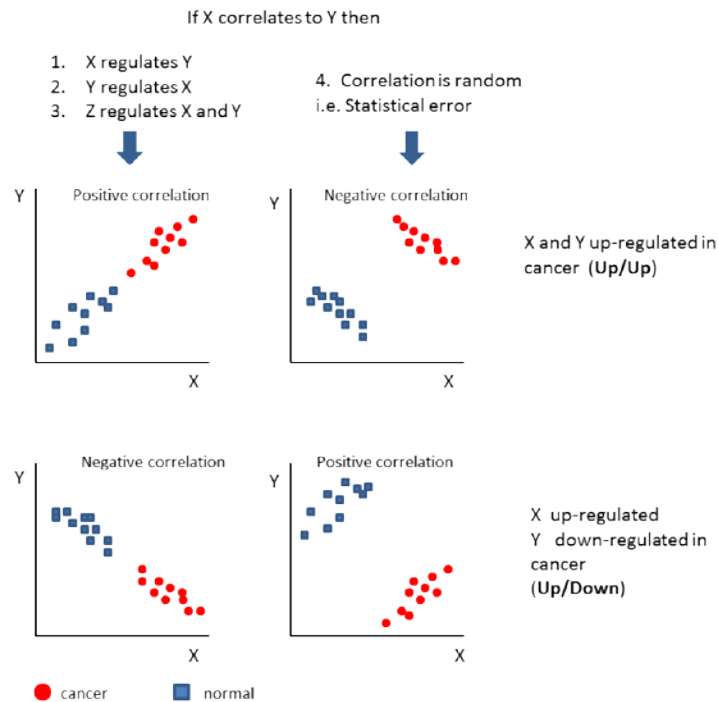 If X correlates to Y then
1. X regulates Y
2. Y regulates X
3. Z regulates X and Y
4. Correlation is random
i.e. Statistical error
Y
Positive correlation
X
Y
Negative correlation
X
X and Y up-regulated in
cancer (Up/Up)
Y
Negative correlation
X
Y
Positive correlation
X
X up-regulated
Y down-regulated in
cancer
(Up/Down)
cancer
normal